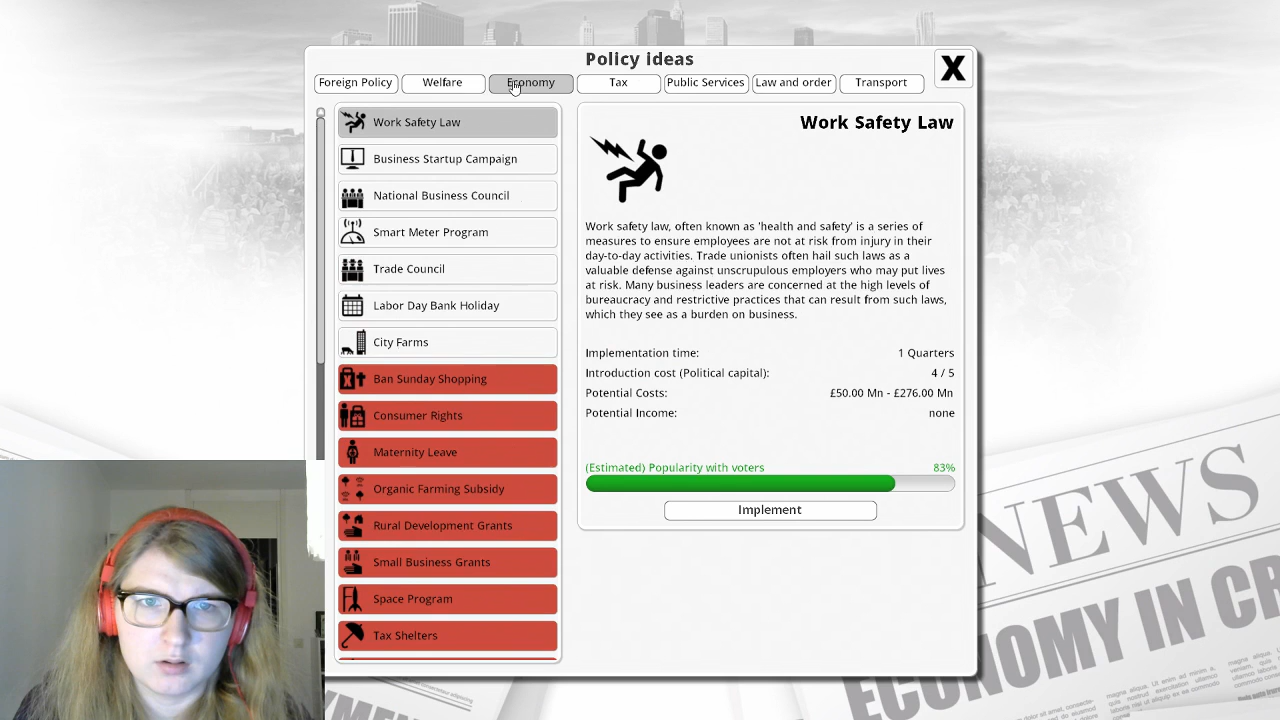 Policy ideas
X
Foreign Policy
Welfare
Economy
Tax
Public Services
Law and order
Transport
Work Safety Law
Business Startup Campaign
National Business Council
Smart Meter Program
Trade Council
Labor Day Bank Holiday
City Farms
Ban Sunday Shopping
Consumer Rights
Maternity Leave
Organic Farming Subsidy
Rural Development Grants
Small Business Grants
Space Program
Tax Shelters
Work Safety Law
Work safety law, often known as 'health and safety' is a series of
measures to ensure employees are not at risk from injury in their
day-to-day activities. Trade unionists often hail such laws as a
valuable defense against unscrupulous employers who may put lives
at risk. Many business leaders are concerned at the high levels of
bureaucracy and restrictive practices that can result from such laws,
which they see as a burden on business.
Implementation time: 1 Quarters
Introduction cost (Political capital): 4 / 5
Potential Costs: £50.00 Mn - £276.00 Mn
Potential Income: none
(Estimated) Popularity with voters 83%
Implement
NEWS
ECONOMY IN CR